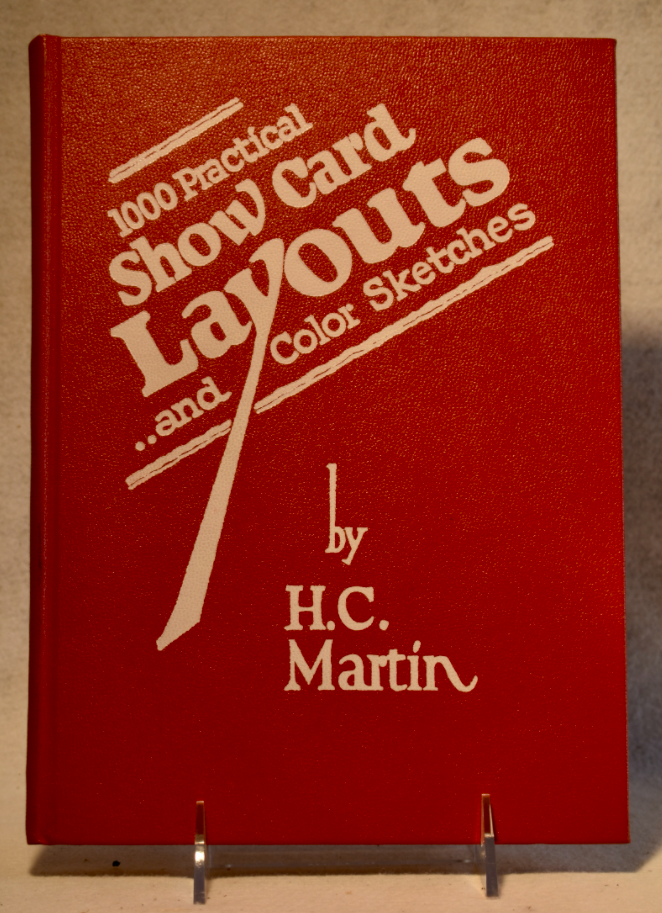 1000 Practical
Show Card
Layouts
..and Color Sketches
by
H.C.
Martin